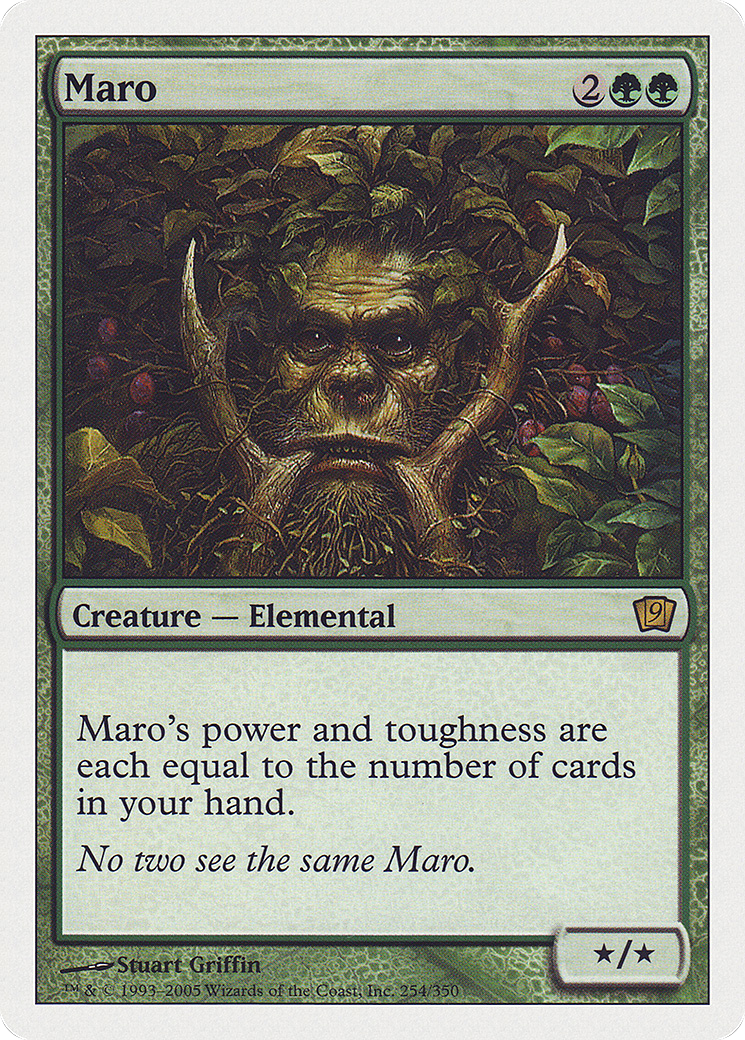 Maro 2
Creature — Elemental 9
Maro's power and toughness are
each equal to the number of cards
in your hand.
No two see the same Maro.
★/★
Stuart Griffin
™ & © 1993–2005 Wizards of the Coast, Inc. 254/350